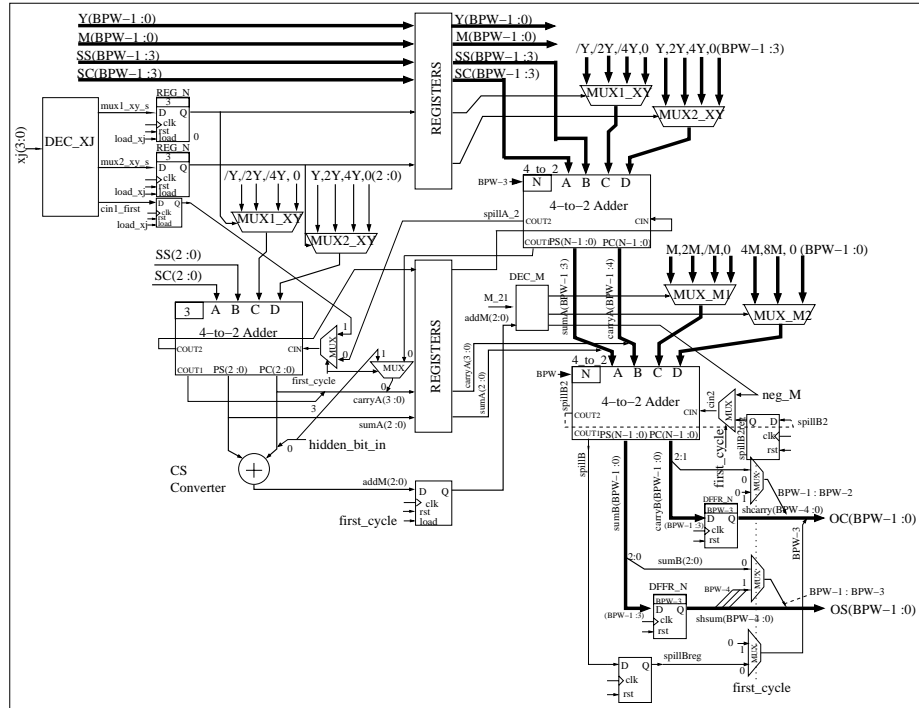 Y(BPW−1 :0)
M(BPW−1 :0)
SS(BPW−1 :3)
SC(BPW−1 :3)
REGISTERS
Y(BPW−1 :0)
M(BPW−1 :0)
SS(BPW−1 :3)
SC(BPW−1 :3)
/Y,/2Y,/4Y,0
Y,2Y,4Y,0(BPW−1 :3)
MUX1_XY
MUX2_XY
xj(3:0)
DEC_XJ
mux1_xy_s
mux2_xy_s
cin1_first
REG_N
3
D Q
clk
rst
load
load_xj
0
REG_N
3
D Q
clk
rst
load
load_xj
D Q
clk
rst
load
load_xj
/Y,/2Y,/4Y, 0
Y,2Y,4Y,0(2:0)
MUX1_XY
MUX2_XY
SS(2:0)
SC(2:0)
A B C D
3
4−to−2 Adder
COUT2
CIN
COUT1
PS(2:0)
PC(2:0)
MUX
1
0
first_cycle
1
0
MUX
0
carryA(3:0)
3
sumA(2:0)
hidden_bit_in
0
CS
Converter
addM(2:0)
D Q
clk
rst
load
first_cycle
REGISTERS
carryA(3:0)
sumA(2:0)
BPW−3
4_to_2
N
A B C D
4−to−2 Adder
spillA_2
COUT2
CIN
COUT1
PS(N−1 :0)
PC(N−1 :0)
sumA(BPW−1 :3)
carryA(BPW−1 :4)
DEC_M
M_21
addM(2:0)
M,2M,/M,0
4M,8M, 0 (BPW−1 :0)
MUX_M1
MUX_M2
neg_M
BPW
4_to_2
N
A B C D
4−to−2 Adder
COUT2
CIN
COUT1
PS(N−1 :0)
PC(N−1 :0)
spillB2
cin2
MUX
first_cycle
spillB2reg
Q D
clk
rst
spillB2
spillB
sumB(BPW−1 :0)
carryB(BPW−1 :0)
2:1
0
0
1
MUX
BPW−1 : BPW−2
DFFR_N
BPW−3
D Q
clk
rst
(BPW−1 :3)
shcarry(BPW−4 :0)
OC(BPW−1 :0)
BPW−3
2:0
sumB(2:0)
0
1
MUX
BPW−4
BPW−1 : BPW−3
DFFR_N
BPW−3
D Q
clk
rst
(BPW−1 :3)
shsum(BPW−4 :0)
OS(BPW−1 :0)
D Q
clk
rst
spillBreg
0
1
0
MUX
first_cycle